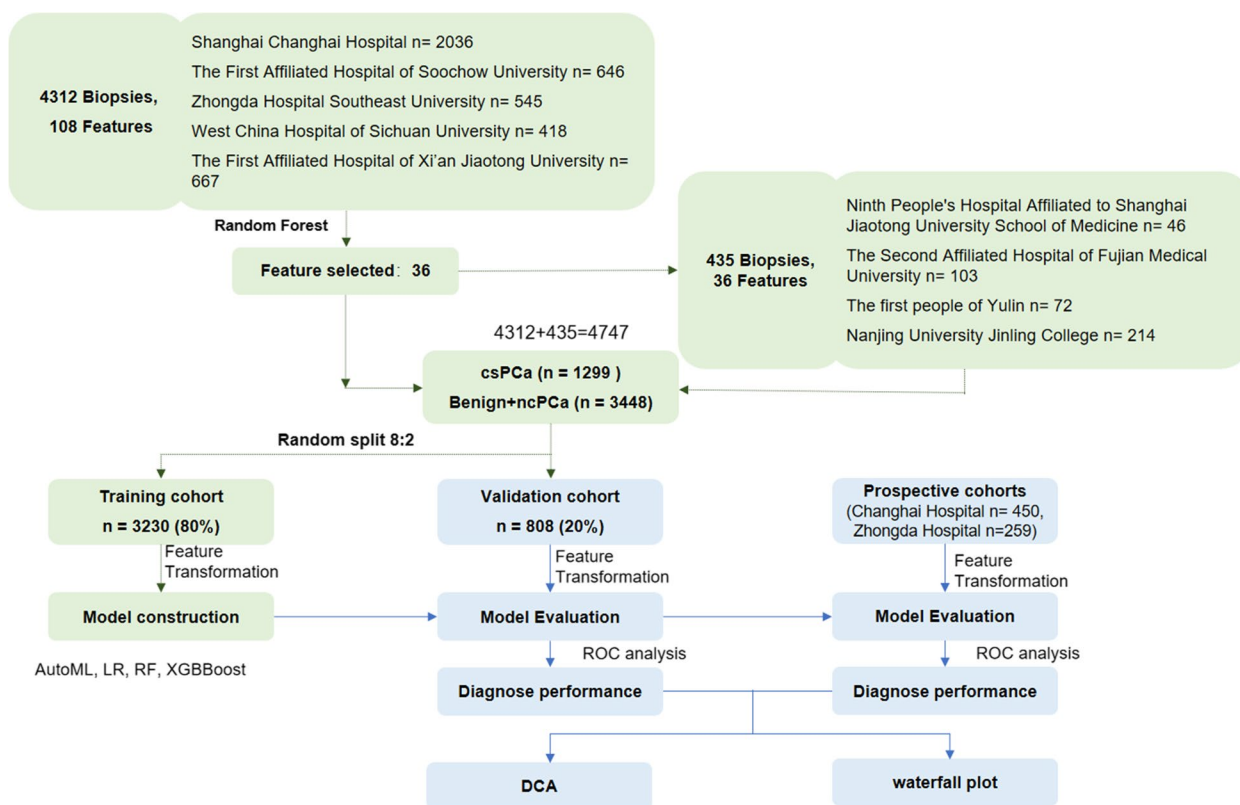 4312 Biopsies,
108 Features
Shanghai Changhai Hospital n= 2036
The First Affiliated Hospital of Soochow University n= 646
Zhongda Hospital Southeast University n= 545
West China Hospital of Sichuan University n= 418
The First Affiliated Hospital of Xi'an Jiaotong University n=
667
Random Forest
Feature selected: 36
435 Biopsies,
36 Features
Ninth People's Hospital Affiliated to Shanghai
Jiaotong University School of Medicine n= 46
The Second Affiliated Hospital of Fujian Medical
University n= 103
The first people of Yulin n= 72
Nanjing University Jinling College n= 214
4312+435=4747
csPCa (n = 1299 )
Benign+ncPCa (n = 3448)
Random split 8:2
Training cohort
n = 3230 (80%)
Validation cohort
n = 808 (20%)
Prospective cohorts
(Changhai Hospital n= 450,
Zhongda Hospital n=259)
Feature
Transformation
Feature
Transformation
Feature
Transformation
Model construction
Model Evaluation
Model Evaluation
AutoML, LR, RF, XGBBoost
ROC analysis
ROC analysis
Diagnose performance
Diagnose performance
DCA
waterfall plot